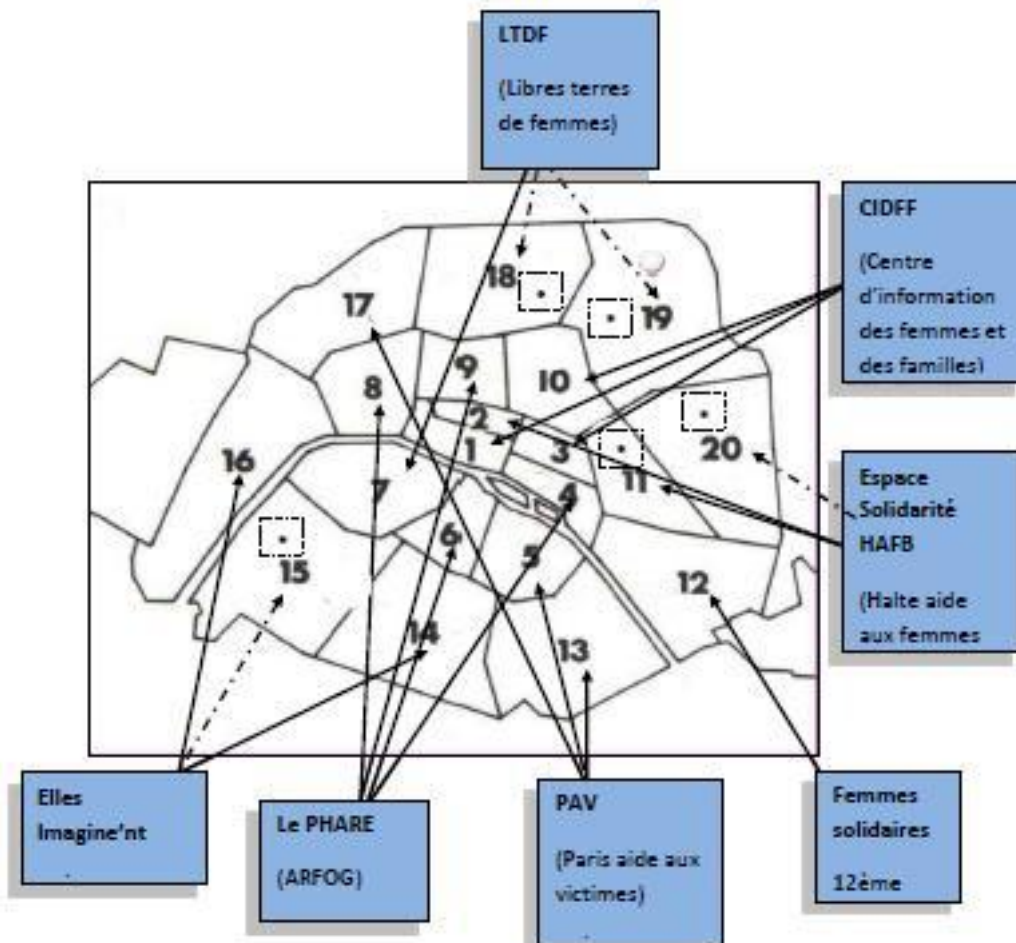 LTDF
(Libres terres
de femmes)
CIDFF
(Centre
d'information
des femmes et
des familles)
18
17
19
9
10
8
2
20
1
3
16
11
7
4
6
5
15
12
14
13
Espace
Solidarité
HAFB
(Halte aide
aux femmes
Elles
Imagine'nt
Le PHARE
(ARFOG)
PAV
(Paris aide aux
victimes)
Femmes
solidaires
12ème